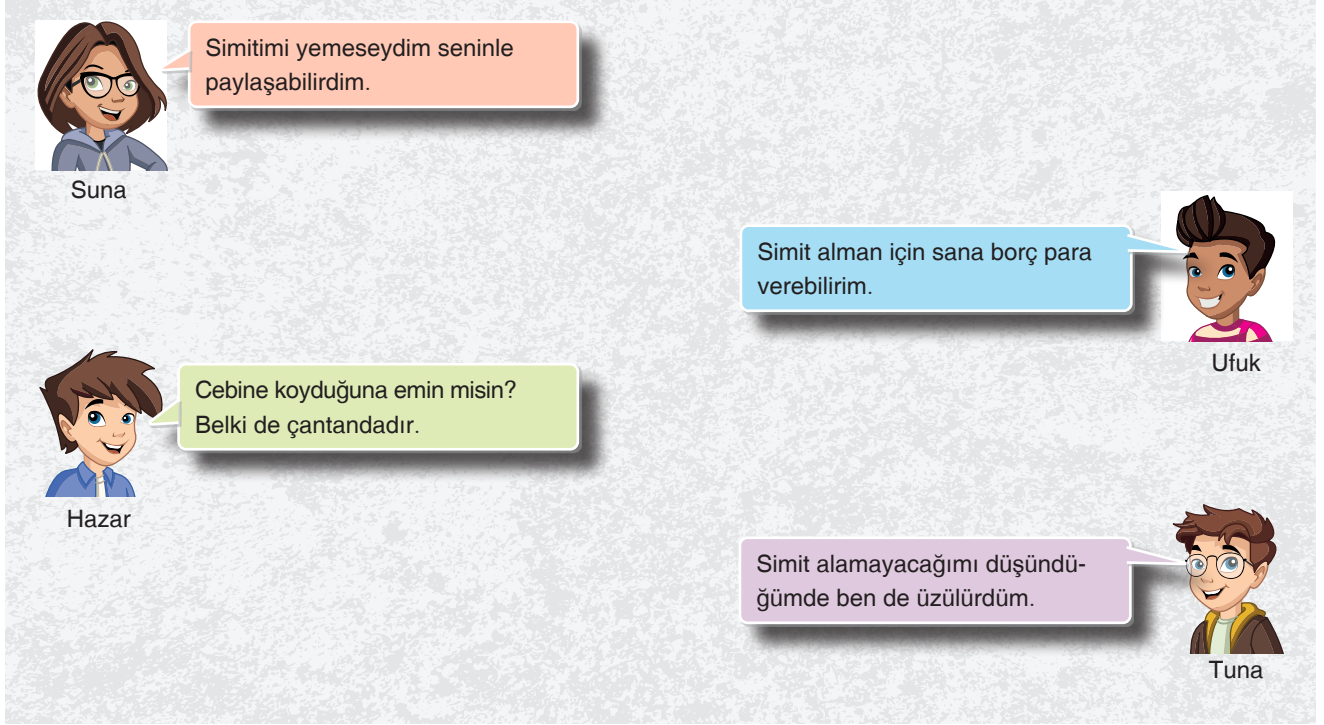 Simitimi yemeseydim seninle
paylaşabilirdim.
Suna
Simit alman için sana borç para
verebilirim.
Ufuk
Cebine koyduğuna emin misin?
Belki de çantandadır.
Hazar
Simit alamayacağımı düşündü-
ğümde ben de üzülürdüm.
Tuna